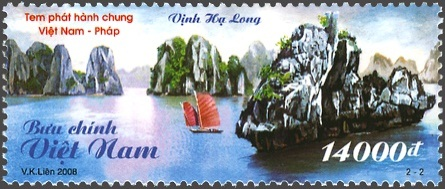 Tem phát hành chung
Việt Nam - Pháp
Vịnh Hạ Long
Bưu chính
Việt Nam
14000đ
V.K.Liên 2008
2 - 2